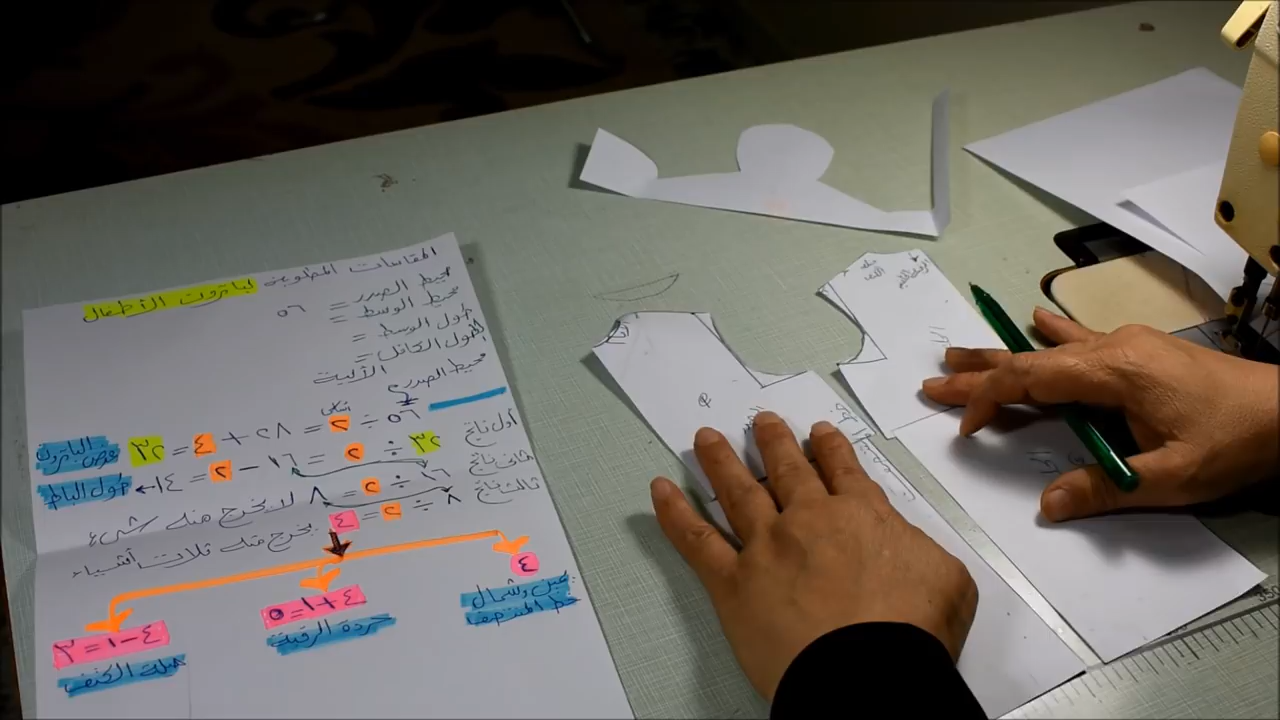 المقاسات المطلوبة لباترون الأطفال
محيط الصدر = ٥٦
محيط الوسط =
طول الوسط =
الطول الكامل =
محيط الألية
محيط الصدر
٥٦ ÷ ٢ = ٢٨ + ٤ = ٣٢ عرض الباترون
أول ناتج ٣٢ ÷ ٢ = ١٦ - ٢ = ١٤ ← طول الباط
ثاني ناتج ١٦ ÷ ٢ = ٨ لا يخرج منه شيء
ثالث ناتج ٨ ÷ ٢ = ٤ يخرج منه ثلاث أشياء
٤
يمين وشمال
خط المنتصف
٤+١=٥
حردة الرقبة
٤-١=٣
ميلة الكتف